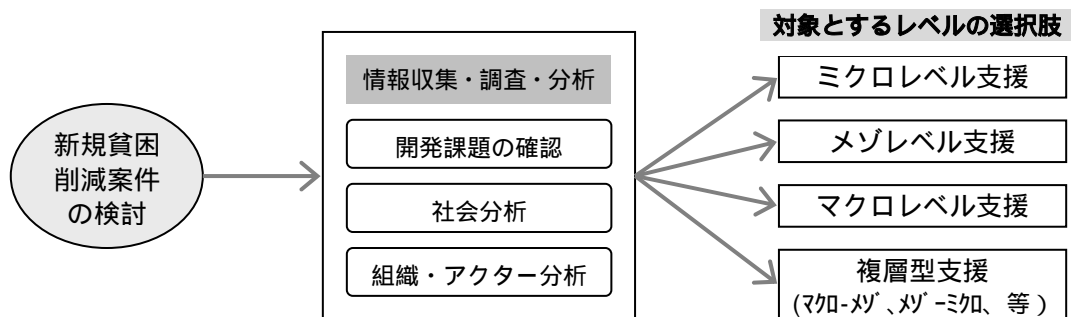 新規貧困
削減案件
の検討
情報収集・調査・分析
開発課題の確認
社会分析
組織・アクター分析
対象とするレベルの選択肢
ミクロレベル支援
メゾレベル支援
マクロレベル支援
複層型支援
(ﾏｸﾛ-ﾒｿﾞ、ﾒｿﾞｰﾐｸﾛ、等）